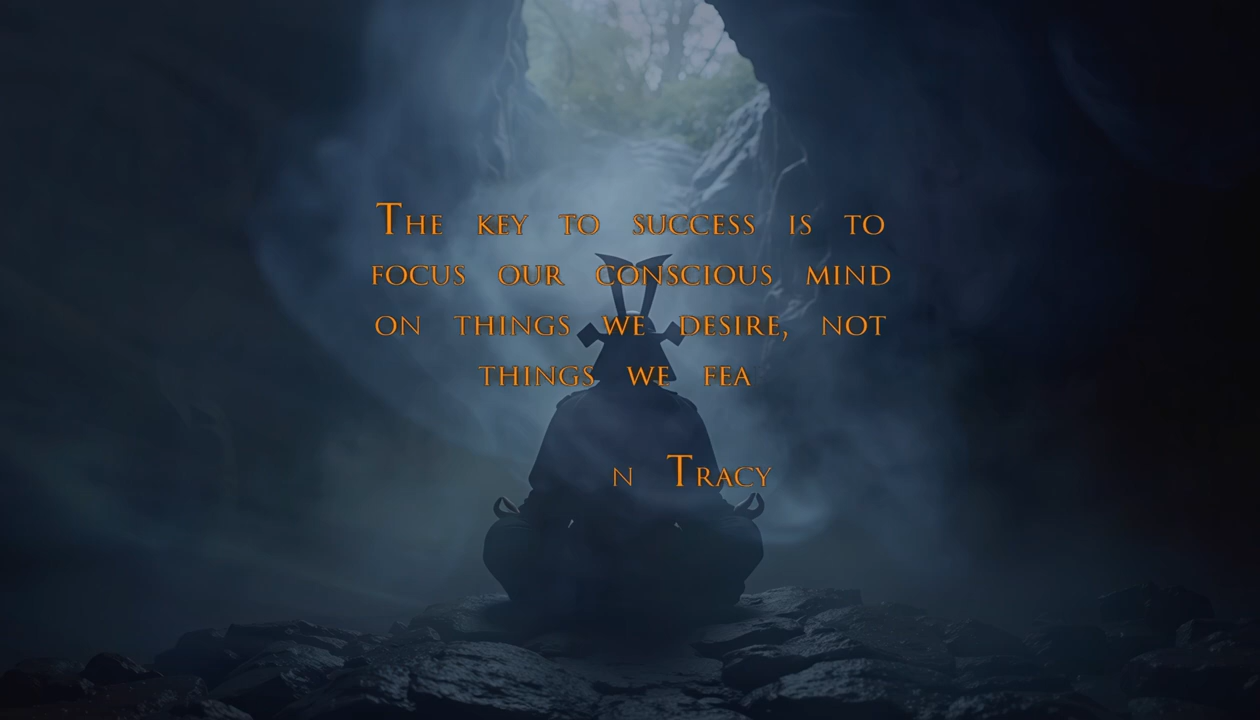 The key to success is to
focus our conscious mind
on things we desire, not
things we fea
n Tracy